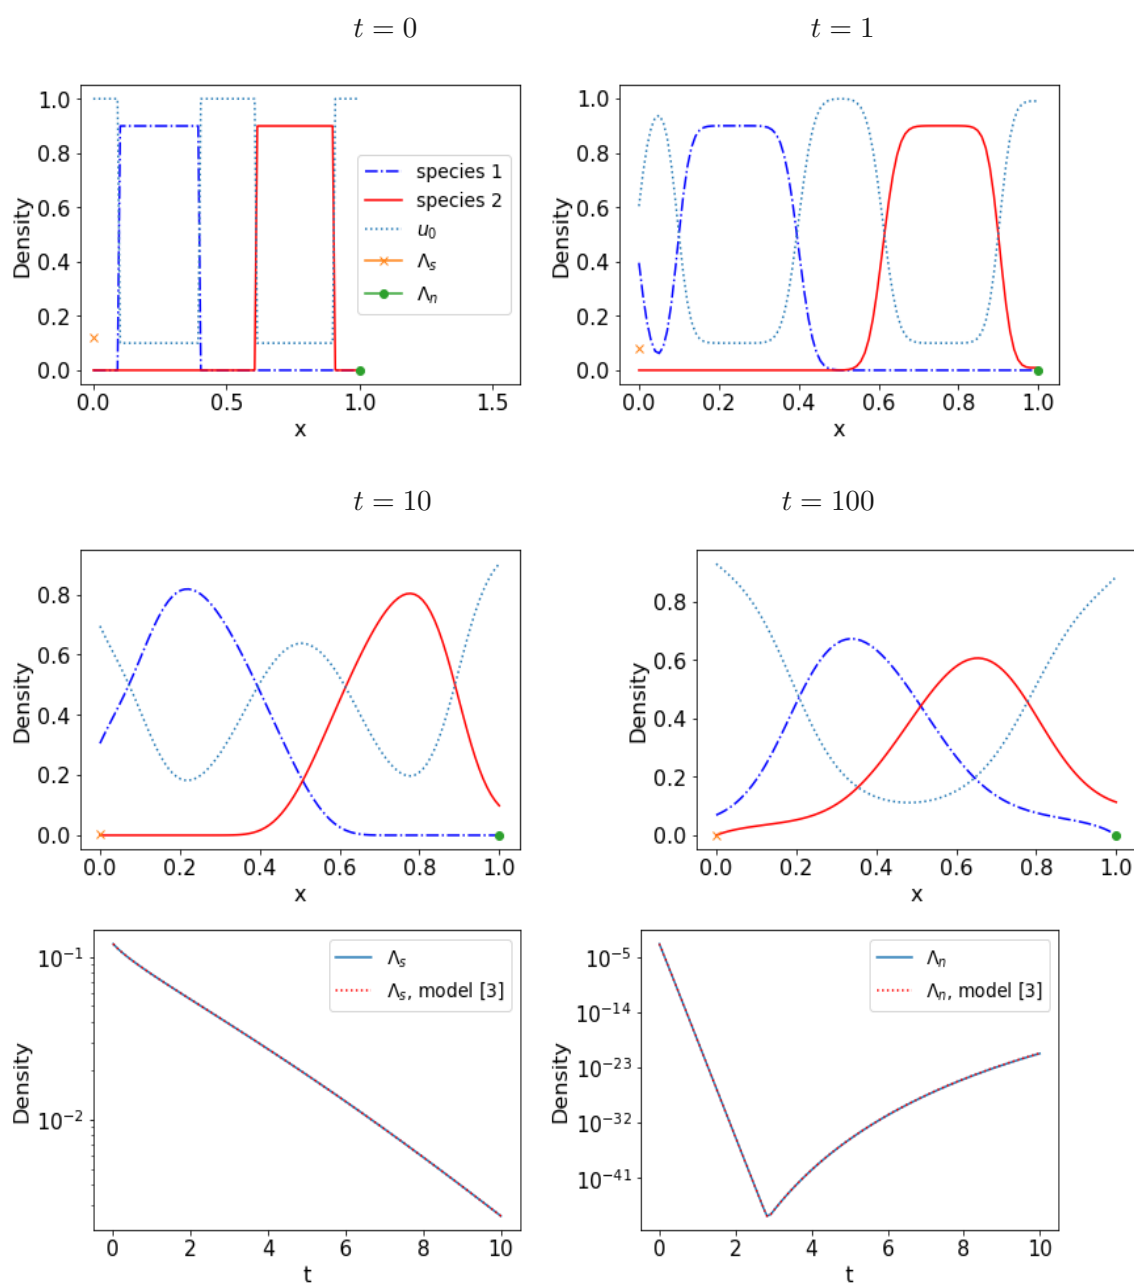 t = 0
t = 1
1.0
0.8
0.6
0.4
0.2
0.0
Density
0.0 0.5 1.0 1.5
x
species 1
species 2
u₀
Λₛ
Λₙ
1.0
0.8
0.6
0.4
0.2
0.0
Density
0.0 0.2 0.4 0.6 0.8 1.0
x
t = 10
t = 100
0.8
0.6
0.4
0.2
0.0
Density
0.0 0.2 0.4 0.6 0.8 1.0
x
0.8
0.6
0.4
0.2
0.0
Density
0.0 0.2 0.4 0.6 0.8 1.0
x
10⁻¹
10⁻²
Density
0 2 4 6 8 10
t
Λₛ
Λₛ, model [3]
10⁻⁵
10⁻¹⁴
10⁻²³
10⁻³²
10⁻⁴¹
Density
0 2 4 6 8 10
t
Λₙ
Λₙ, model [3]